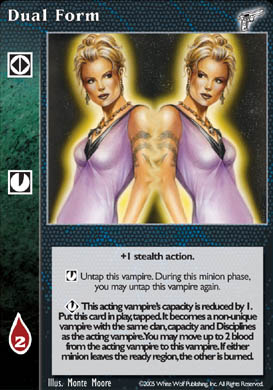 Dual Form
+1 stealth action.
Untap this vampire. During this minion phase,
you may untap this vampire again.
This acting vampire's capacity is reduced by 1.
Put this card in play, tapped. It becomes a non-unique
vampire with the same clan, capacity and Disciplines
as the acting vampire. You may move up to 2 blood
from the acting vampire to this vampire. If either
minion leaves the ready region, the other is burned.
2
Illus. Monte Moore
©2005 White Wolf Publishing, Inc. All Rights Reserved.